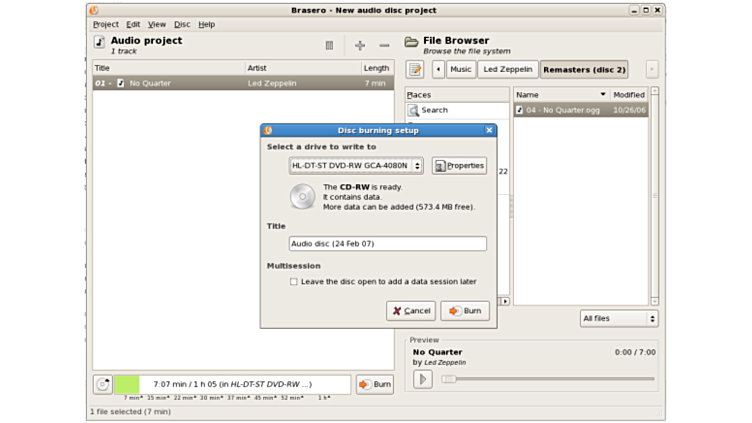 Brasero - New audio disc project
Project Edit View Disc Help
Audio project
1 track
File Browser
Browse the file system
Music Led Zeppelin Remasters (disc 2)
Title Artist Length
01 - No Quarter Led Zeppelin 7 min
Places
Search
Name Modified
04 - No Quarter.ogg 10/26/06
22
Disc burning setup
Select a drive to write to
HL-DT-ST DVD-RW GCA-4080N
Properties
The CD-RW is ready.
It contains data.
More data can be added (573.4 MB free).
Title
Audio disc (24 Feb 07)
Multisession
Leave the disc open to add a data session later
Cancel Burn
All files
Preview
No Quarter 0:00 / 7:00
by Led Zeppelin
7:07 min / 1 h 05 (in HL-DT-ST DVD-RW ...) Burn
7 min* 15 min* 22 min* 30 min* 37 min* 45 min* 52 min* 1 h*
1 file selected (7 min)